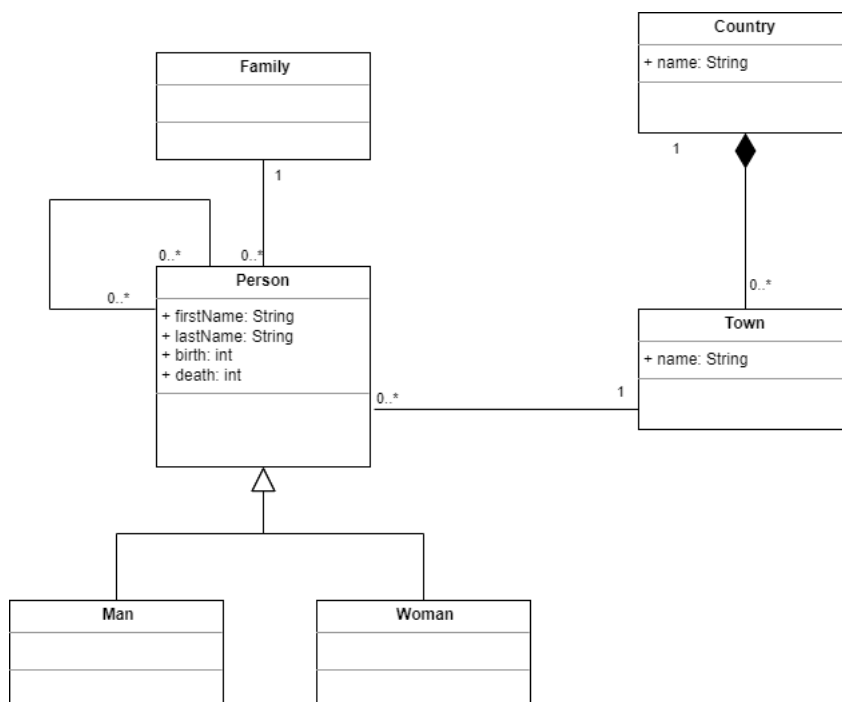 Country
+ name: String
Family
1
1
0..*
0..*
0..*
0..*
Person
+ firstName: String
+ lastName: String
+ birth: int
+ death: int
Town
+ name: String
0..*
1
Man
Woman